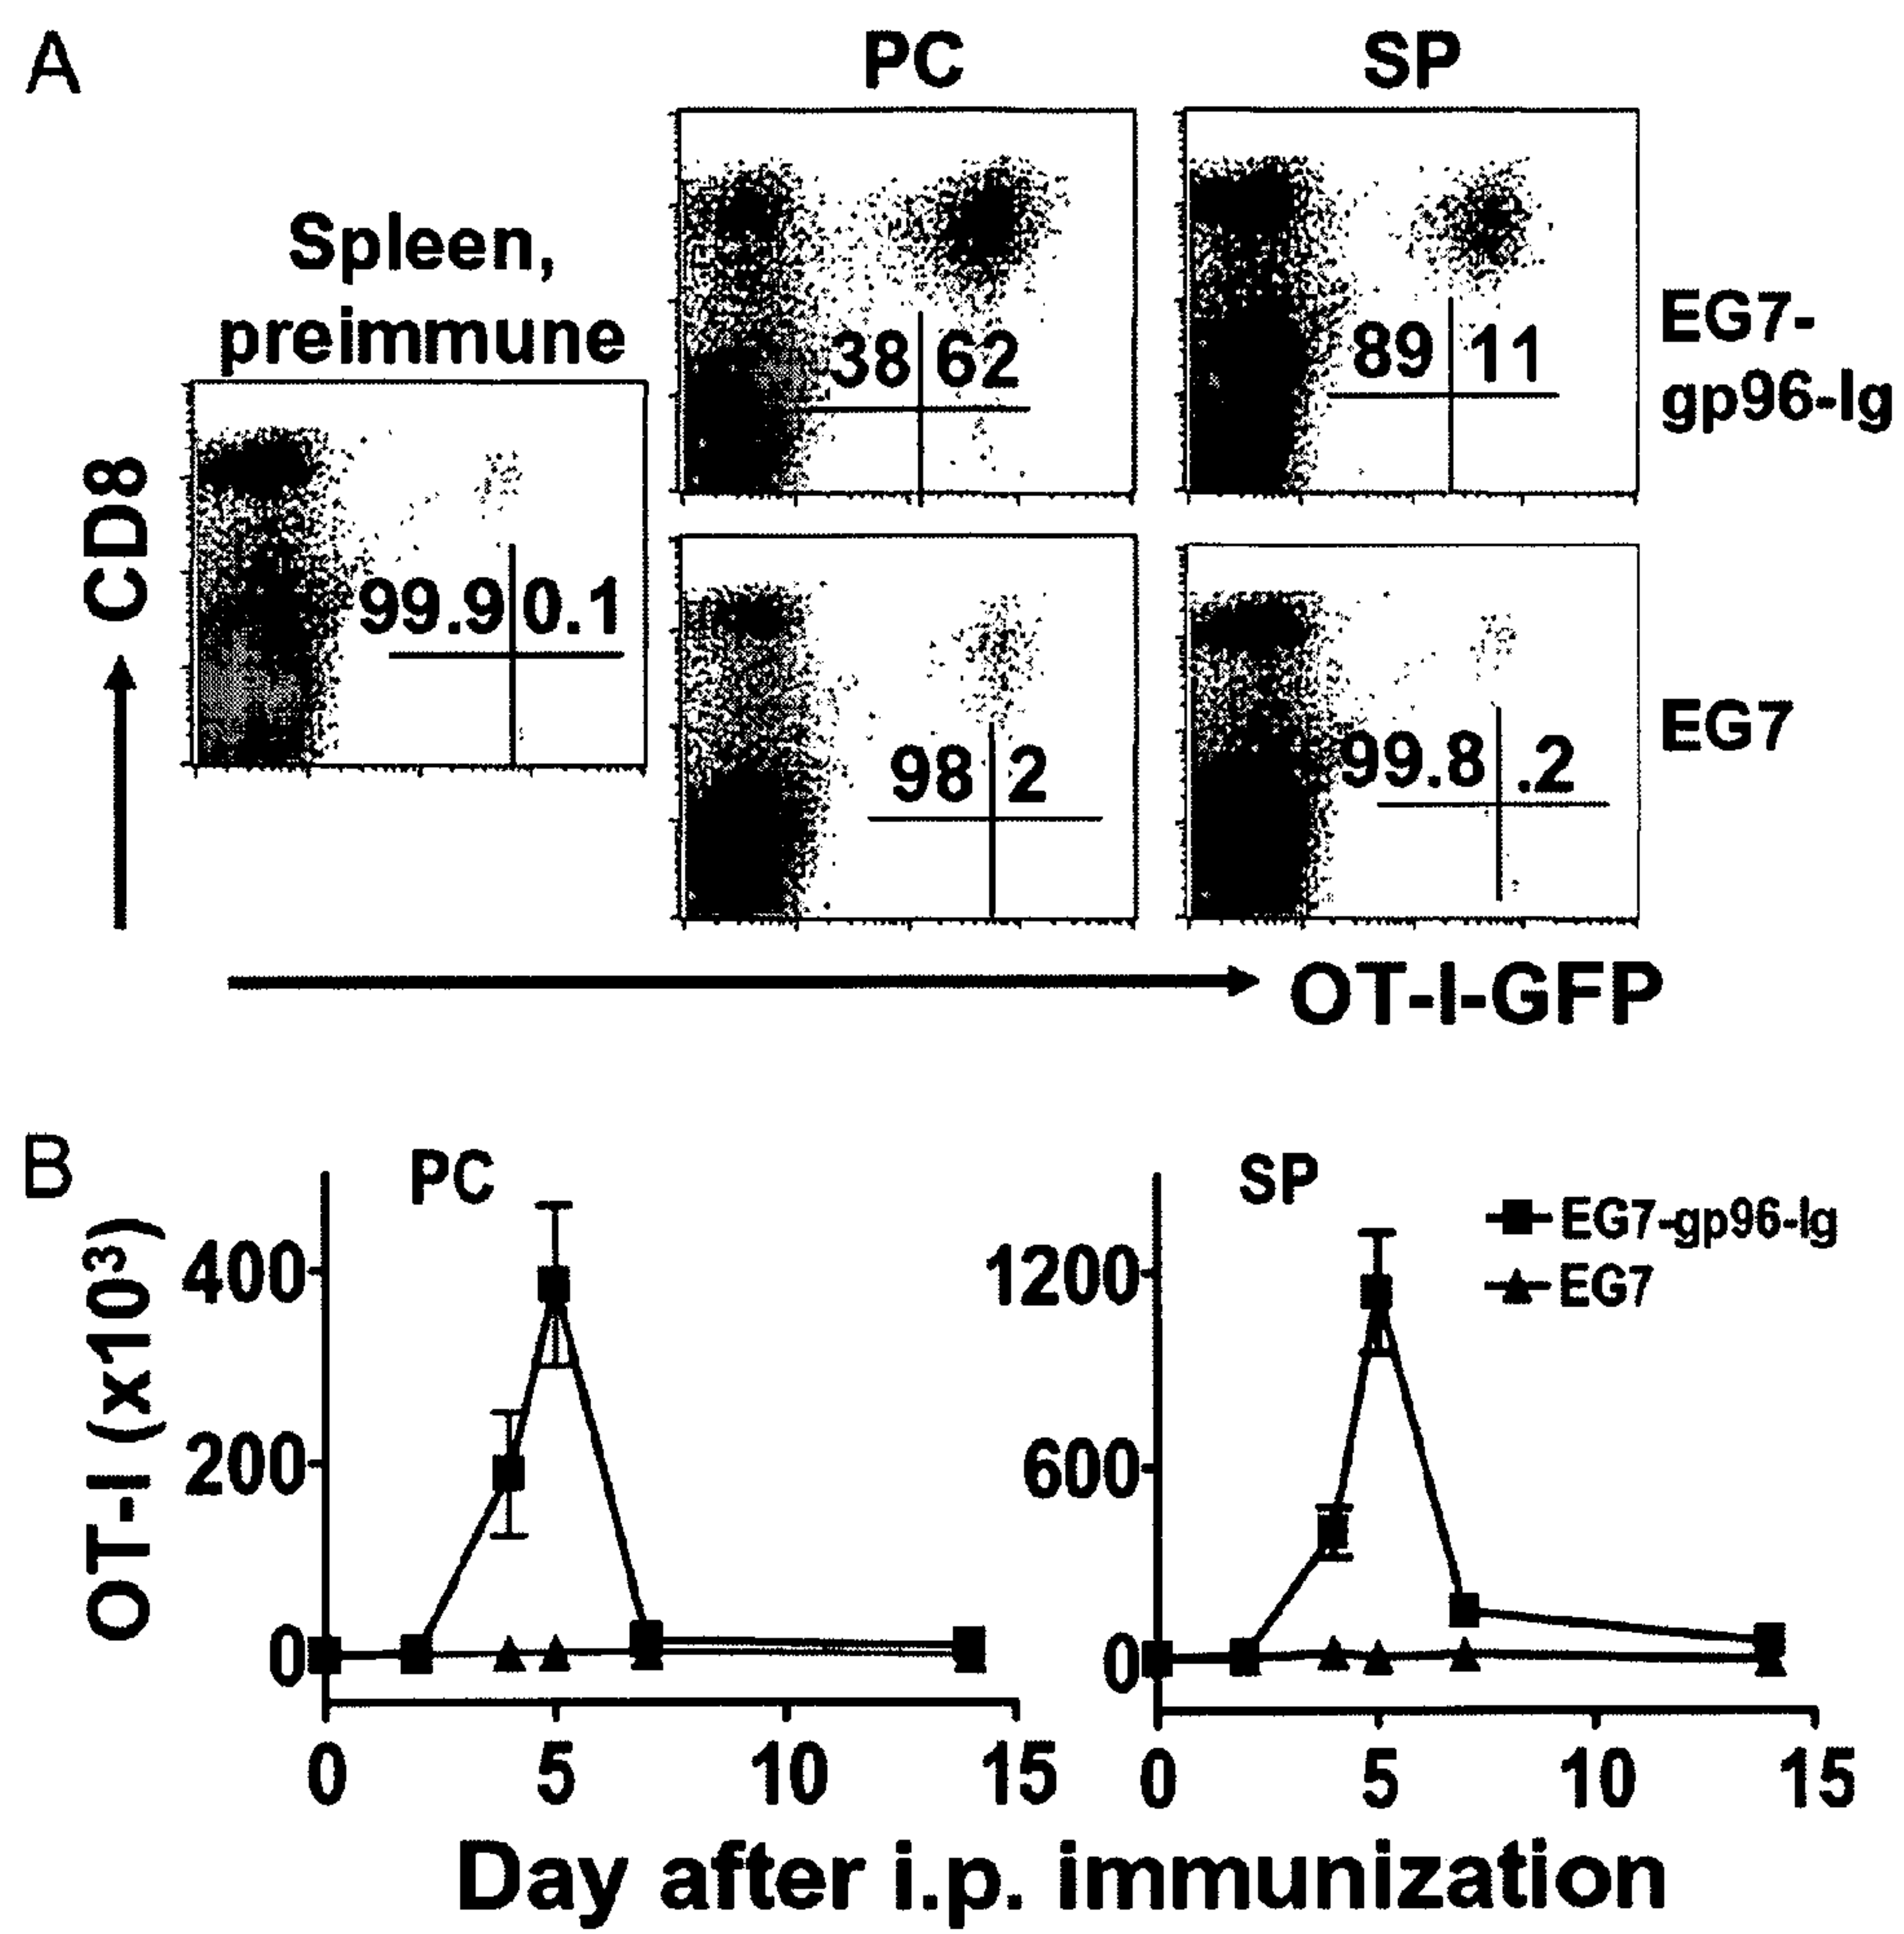 A
PC
SP
Spleen,
preimmune
38 62
89 11
EG7-
gp96-Ig
CD8
99.9 0.1
98 2
99.8 .2
EG7
OT-I-GFP
B
PC
SP
EG7-gp96-Ig
EG7
OT-I (x10³)
400
200
0
1200
600
0
0 5 10 15
0 5 10 15
Day after i.p. immunization